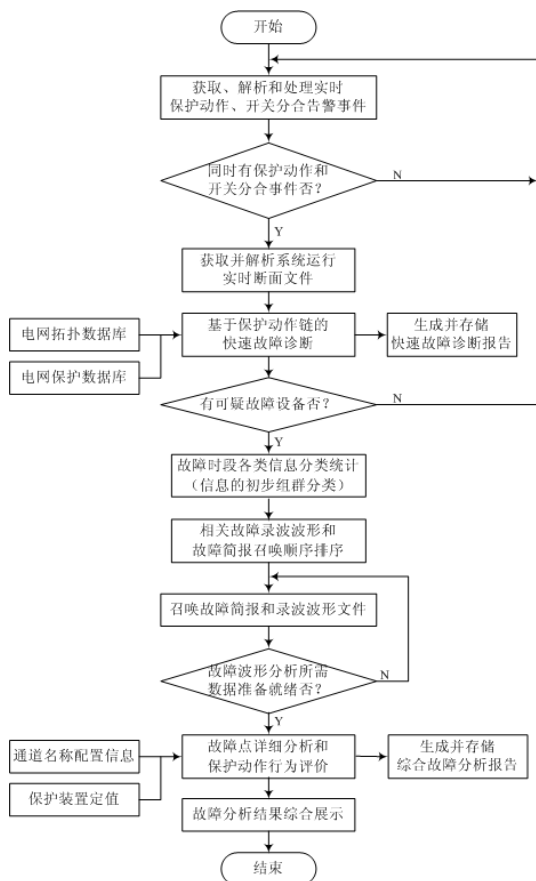 开始
获取、解析和处理实时
保护动作、开关分合告警事件
同时有保护动作和
开关分合事件否？
N
Y
获取并解析系统运行
实时断面文件
电网拓扑数据库
电网保护数据库
基于保护动作链的
快速故障诊断
生成并存储
快速故障诊断报告
有可疑故障设备否？
N
Y
故障时段各类信息分类统计
（信息的初步组群分类）
相关故障录波波形和
故障简报召唤顺序排序
召唤故障简报和录波波形文件
故障波形分析所需
数据准备就绪否？
N
Y
通道名称配置信息
保护装置定值
故障点详细分析和
保护动作行为评价
生成并存储
综合故障分析报告
故障分析结果综合展示
结束